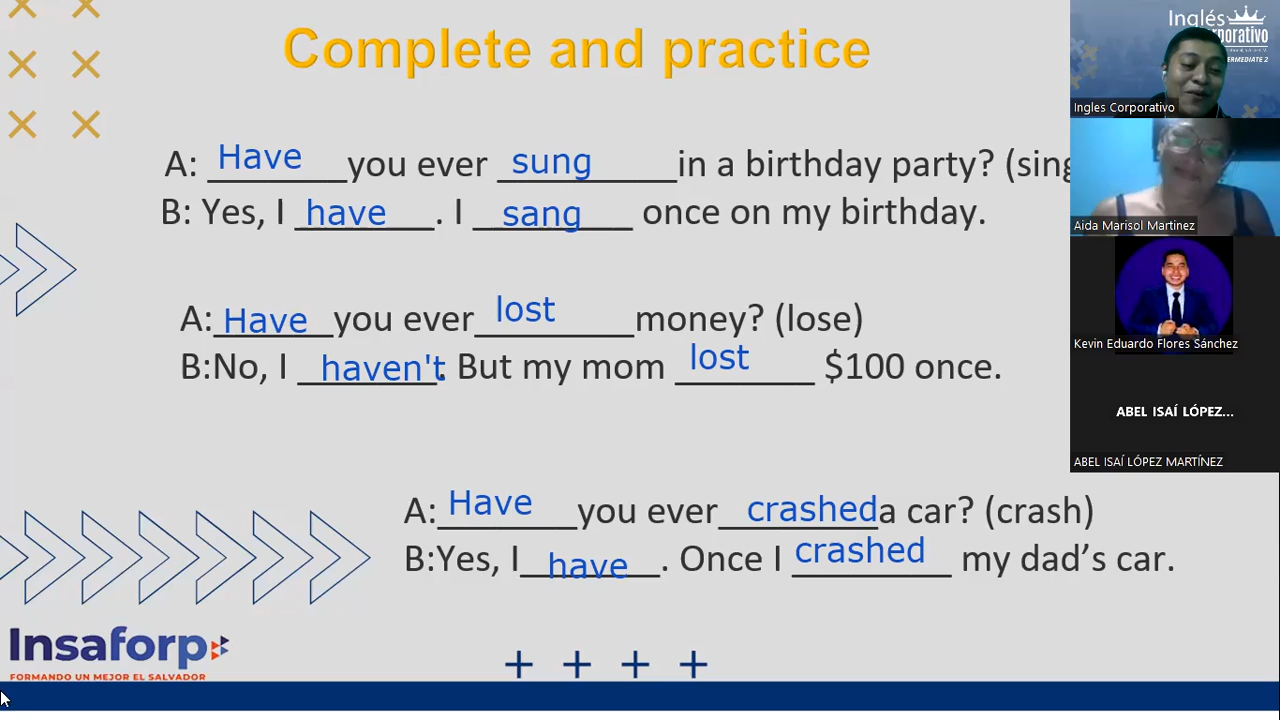 Complete and practice
A: Have you ever sung in a birthday party? (sing
B: Yes, I have. I sang once on my birthday.
A: Have you ever lost money? (lose)
B:No, I haven't. But my mom lost $100 once.
A: Have you ever crashed a car? (crash)
B:Yes, I have. Once I crashed my dad’s car.
Insaforp
FORMANDO UN MEJOR EL SALVADOR
Inglés
orporativo
ERMEDIATE 2
Ingles Corporativo
Aida Marisol Martinez
Kevin Eduardo Flores Sánchez
ABEL ISAÍ LÓPEZ...
ABEL ISAÍ LÓPEZ MARTÍNEZ